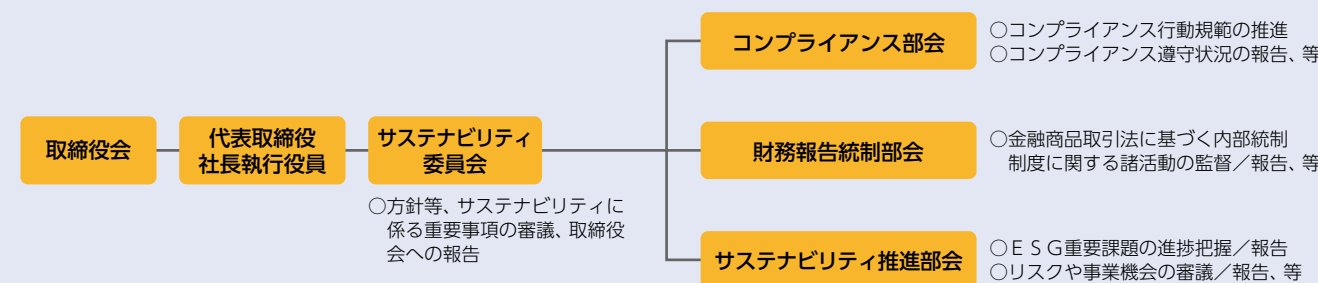 取締役会
代表取締役
社長執行役員
サステナビリティ
委員会
○方針等、サステナビリティに
係る重要事項の審議、取締役
会への報告
コンプライアンス部会
○コンプライアンス行動規範の推進
○コンプライアンス遵守状況の報告、等
財務報告統制部会
○金融商品取引法に基づく内部統制
制度に関する諸活動の監督／報告、等
サステナビリティ推進部会
○ＥＳＧ重要課題の進捗把握／報告
○リスクや事業機会の審議／報告、等